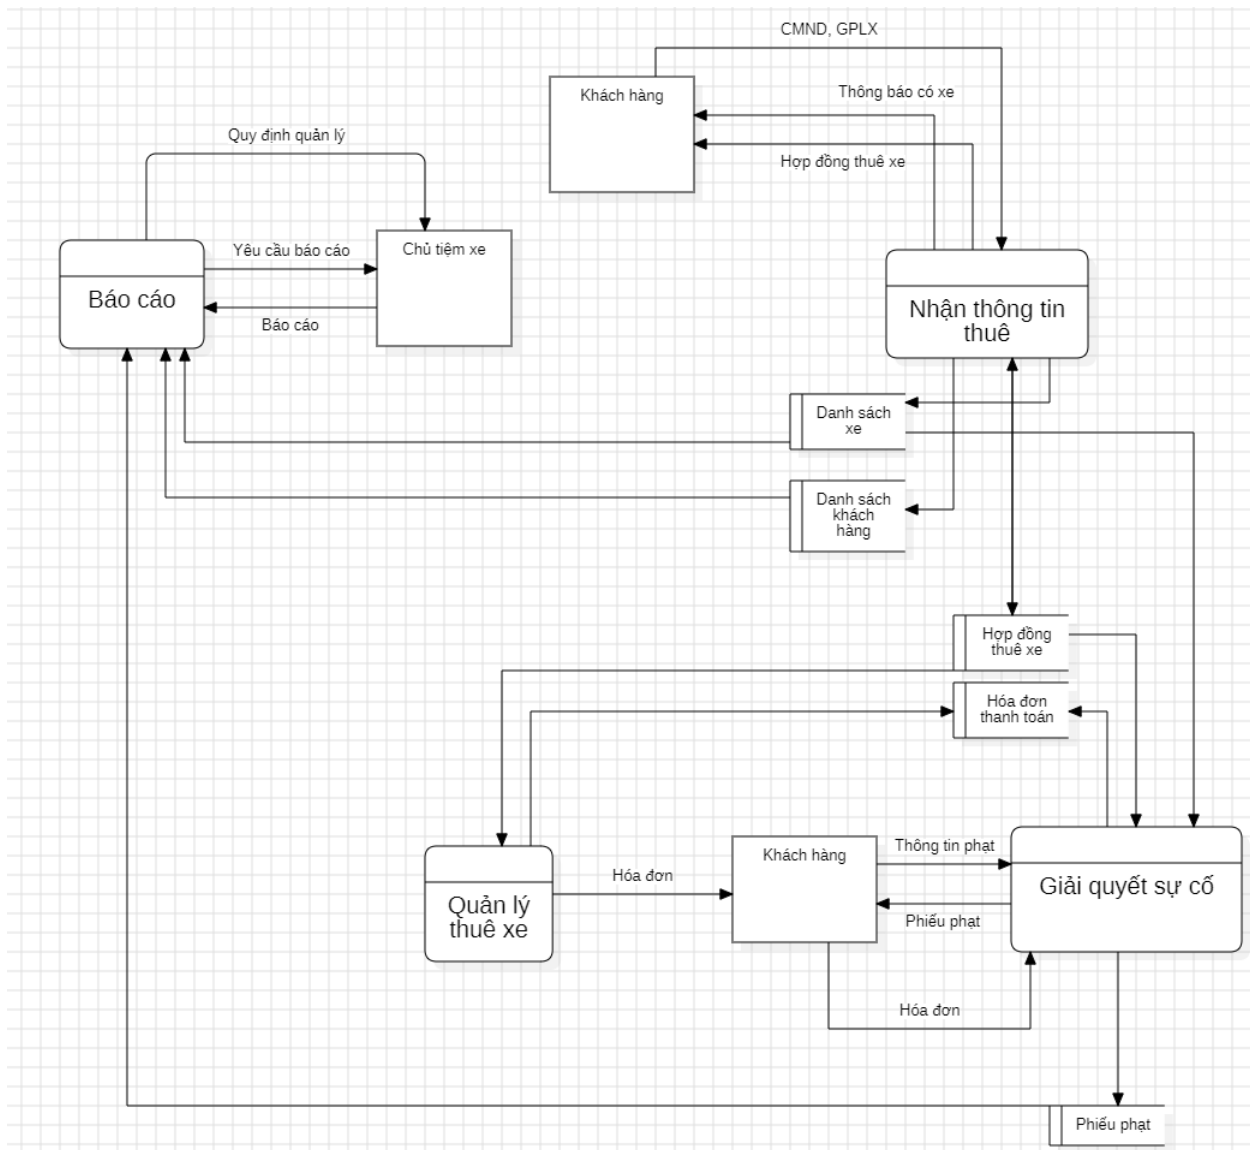 CMND, GPLX
Khách hàng
Thông báo có xe
Hợp đồng thuê xe
Quy định quản lý
Yêu cầu báo cáo
Chủ tiệm xe
Báo cáo
Báo cáo
Nhận thông tin
thuê
Danh sách
xe
Danh sách
khách
hàng
Hợp đồng
thuê xe
Hóa đơn
thanh toán
Khách hàng
Thông tin phạt
Hóa đơn
Giải quyết sự cố
Quản lý
thuê xe
Phiếu phạt
Hóa đơn
Phiếu phạt